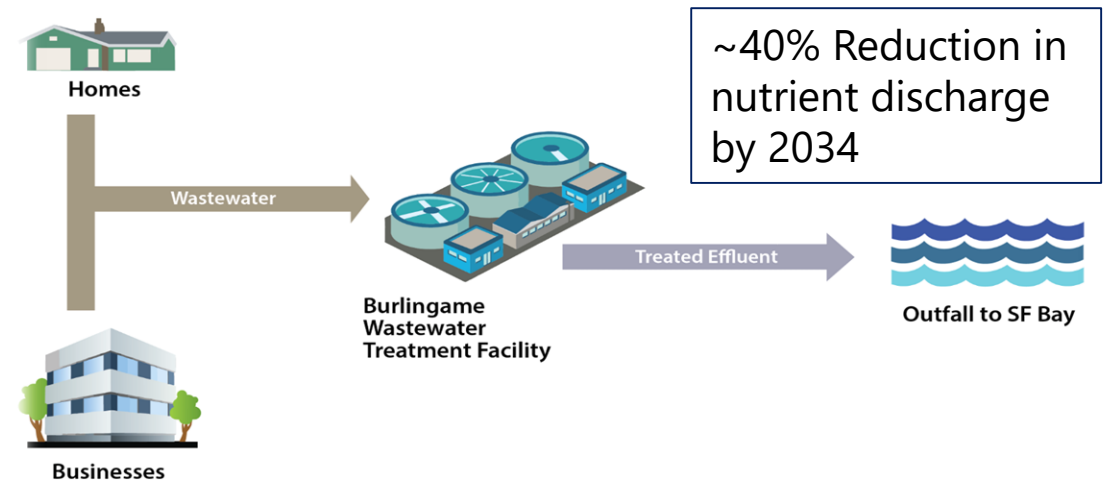 ~40% Reduction in
nutrient discharge
by 2034
Homes
Wastewater
Burlingame
Wastewater
Treatment Facility
Treated Effluent
Outfall to SF Bay
Businesses